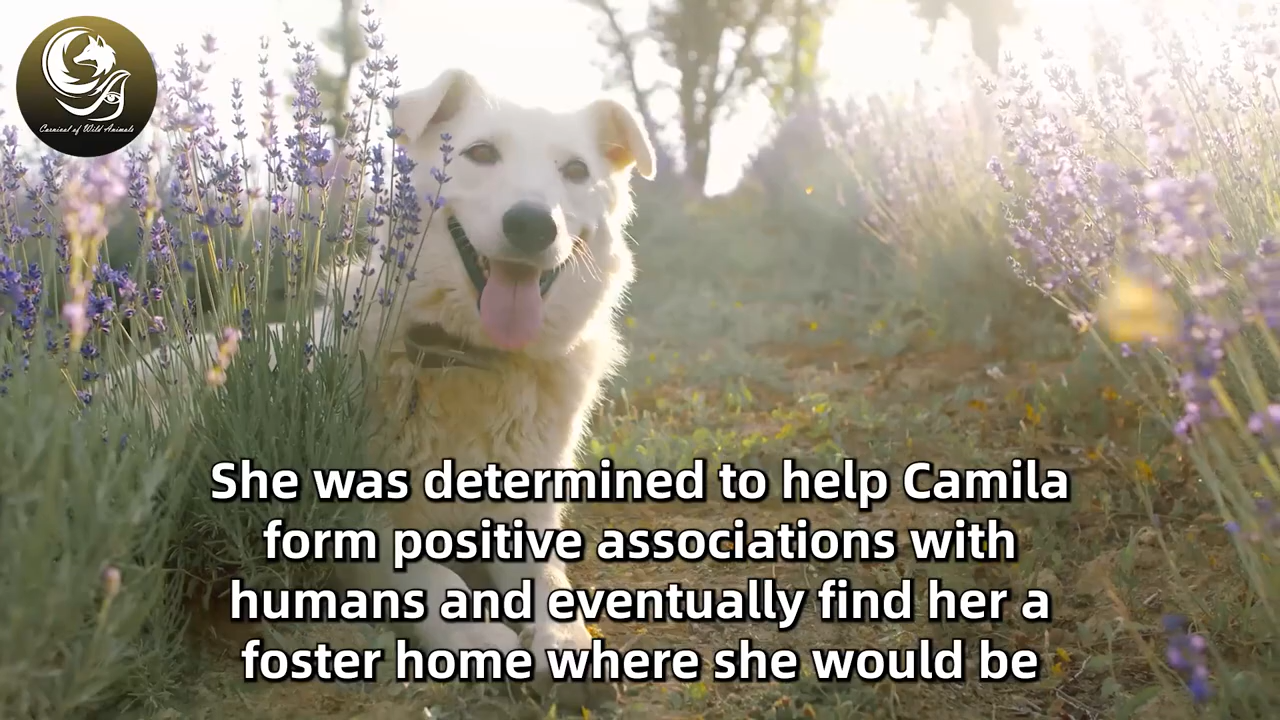 Carnival of Wild Animals
She was determined to help Camila
form positive associations with
humans and eventually find her a
foster home where she would be